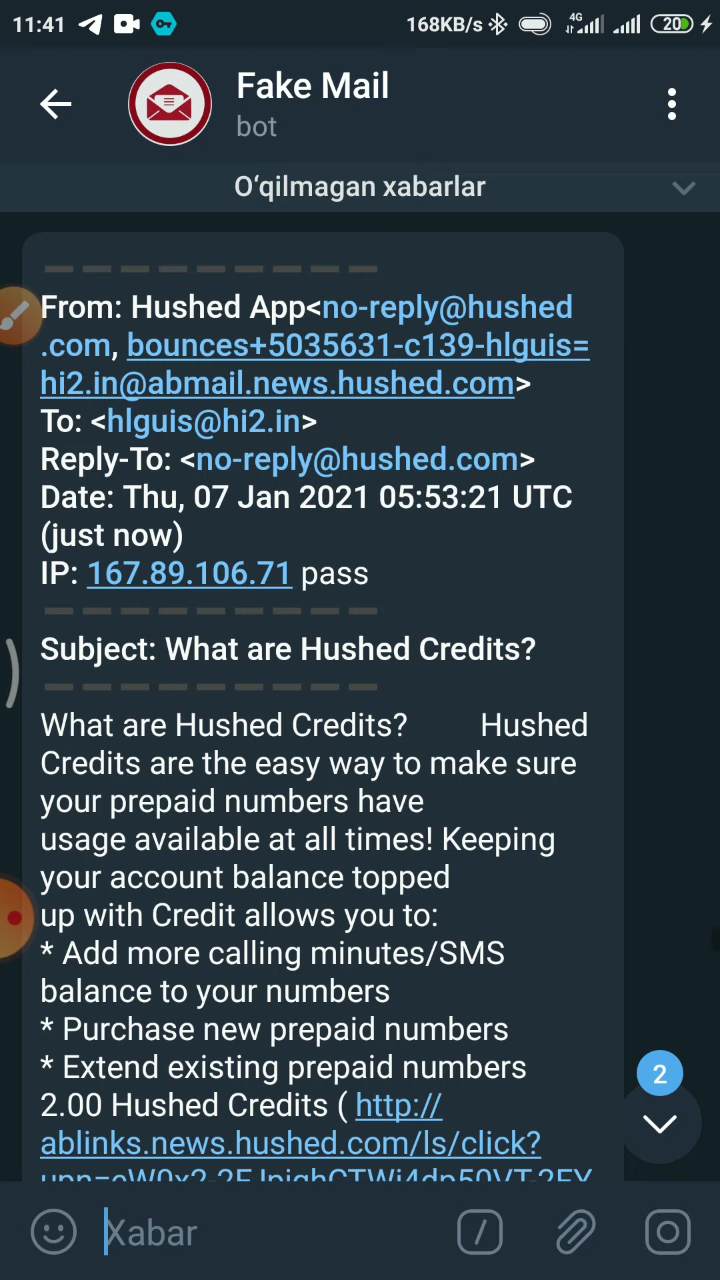 11:41 168KB/s 4G 20
Fake Mail
bot
O‘qilmagan xabarlar
From: Hushed App<no-reply@hushed
.com, bounces+5035631-c139-hlguis=
hi2.in@abmail.news.hushed.com>
To: <hlguis@hi2.in>
Reply-To: <no-reply@hushed.com>
Date: Thu, 07 Jan 2021 05:53:21 UTC
(just now)
IP: 167.89.106.71 pass
Subject: What are Hushed Credits?
What are Hushed Credits? Hushed
Credits are the easy way to make sure
your prepaid numbers have
usage available at all times! Keeping
your account balance topped
up with Credit allows you to:
* Add more calling minutes/SMS
balance to your numbers
* Purchase new prepaid numbers
* Extend existing prepaid numbers
2.00 Hushed Credits ( http://
ablinks.news.hushed.com/ls/click?
2
Xabar